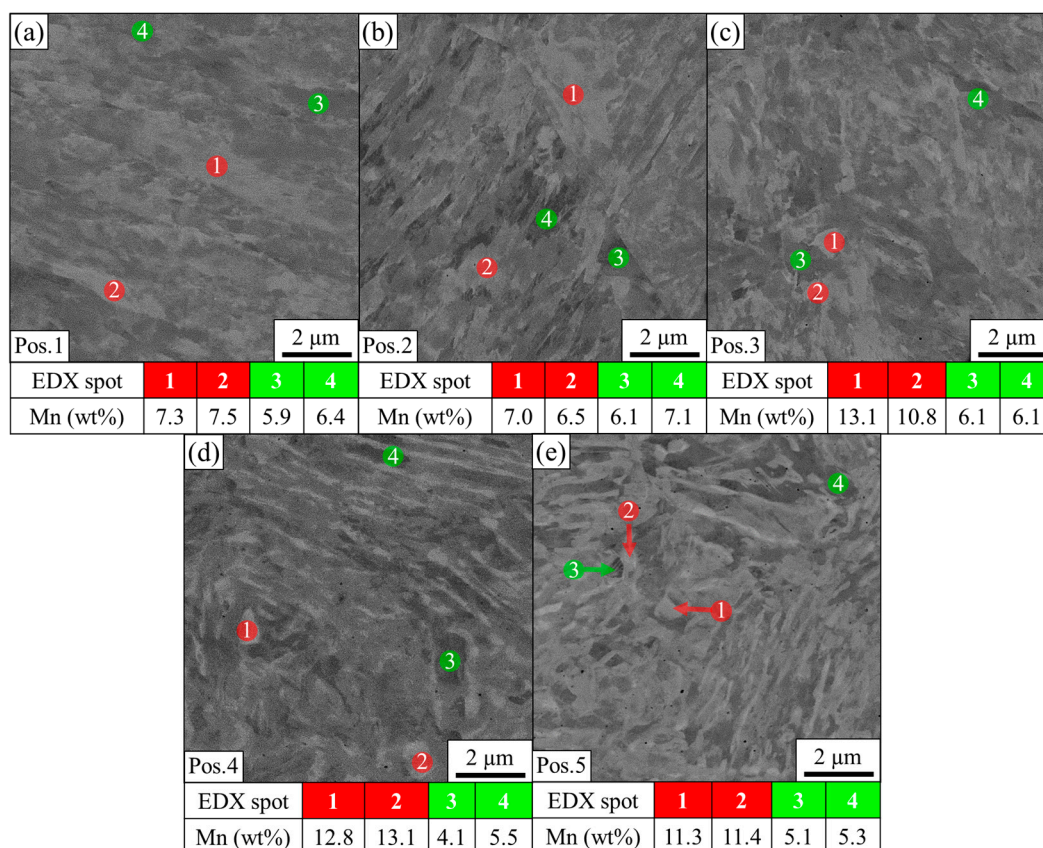 (a)
4
3
1
2
Pos.1
2 μm
EDX spot 1 2 3 4
Mn (wt%) 7.3 7.5 5.9 6.4
(b)
1
4
3
2
Pos.2
2 μm
EDX spot 1 2 3 4
Mn (wt%) 7.0 6.5 6.1 7.1
(c)
4
1
3
2
Pos.3
2 μm
EDX spot 1 2 3 4
Mn (wt%) 13.1 10.8 6.1 6.1
(d)
4
1
3
2
Pos.4
2 μm
EDX spot 1 2 3 4
Mn (wt%) 12.8 13.1 4.1 5.5
(e)
4
2
3
1
Pos.5
2 μm
EDX spot 1 2 3 4
Mn (wt%) 11.3 11.4 5.1 5.3